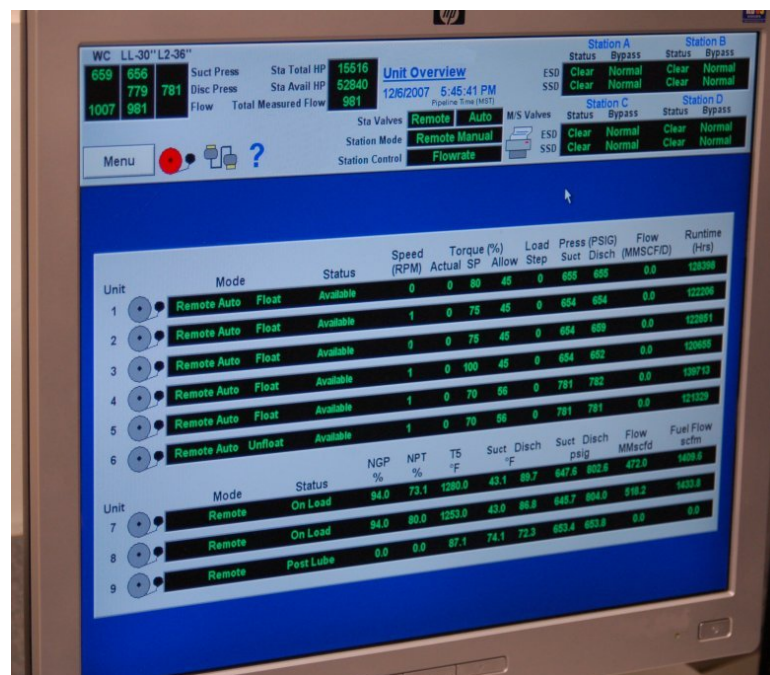 hp
WC LL-30" L2-36"
659 656 Suct Press Sta Total HP 15516 Unit Overview
779 781 Disc Press Sta Avail HP 52840 12/6/2007 5:45:41 PM
1007 981 Flow Total Measured Flow 981 Pipeline Time (MST)
Station A Station B
Status Bypass Status Bypass
ESD Clear Normal Clear Normal
SSD Clear Normal Clear Normal
Sta Valves Remote Auto M/S Valves
Station Mode Remote Manual
Station Control Flowrate
Station C Station D
Status Bypass Status Bypass
ESD Clear Normal Clear Normal
SSD Clear Normal Clear Normal
Menu ?
Speed Torque (%) Load Press (PSIG) Flow Runtime
Unit Mode Status (RPM) Actual SP Allow Step Suct Disch (MMSCF/D) (Hrs)
1 Remote Auto Float Available 0 0 80 45 0 655 655 0.0 128398
2 Remote Auto Float Available 1 0 75 45 0 654 654 0.0 122206
3 Remote Auto Float Available 0 75 45 0 654 659 0.0 122851
4 Remote Auto Float Available 1 0 100 45 0 654 652 0.0 120655
5 Remote Auto Float Available 1 0 70 56 0 781 782 0.0 139713
6 Remote Auto Unfloat Available 1 0 70 56 0 781 781 0.0 121329
NGP NPT T5 Suct Disch Suct Disch Flow Fuel Flow
Unit Mode Status % % °F °F psig MMscfd scfm
7 Remote On Load 94.0 73.1 1280.0 43.1 89.7 647.6 802.6 472.0 1409.6
8 Remote On Load 94.0 80.0 1253.0 43.0 86.8 645.7 804.0 518.2 1433.8
9 Remote Post Lube 0.0 0.0 87.1 74.1 72.3 653.4 653.8 0.0 0.0